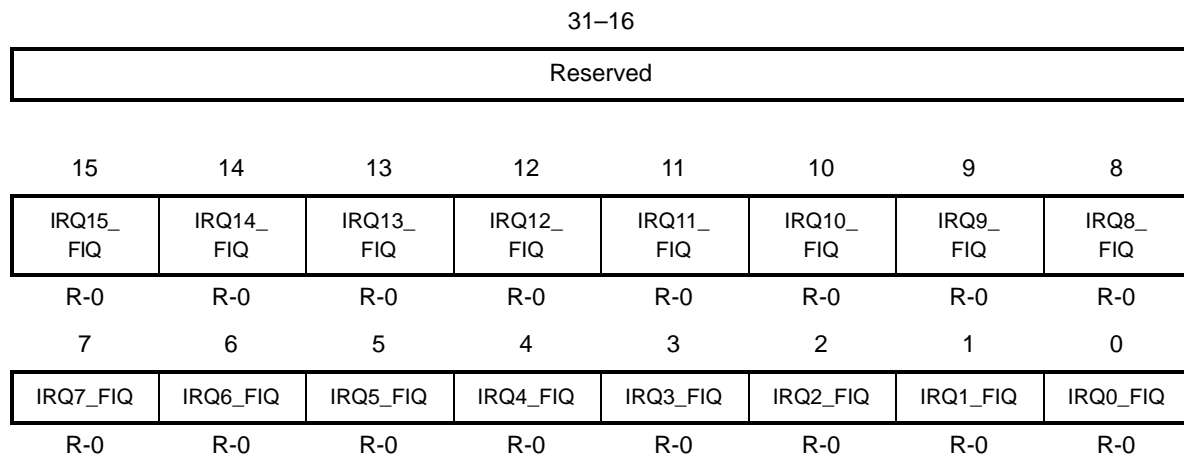 31–16
Reserved
15 14 13 12 11 10 9 8
IRQ15_ IRQ14_ IRQ13_ IRQ12_ IRQ11_ IRQ10_ IRQ9_ IRQ8_
FIQ FIQ FIQ FIQ FIQ FIQ FIQ FIQ
R-0 R-0 R-0 R-0 R-0 R-0 R-0 R-0
7 6 5 4 3 2 1 0
IRQ7_FIQ IRQ6_FIQ IRQ5_FIQ IRQ4_FIQ IRQ3_FIQ IRQ2_FIQ IRQ1_FIQ IRQ0_FIQ
R-0 R-0 R-0 R-0 R-0 R-0 R-0 R-0